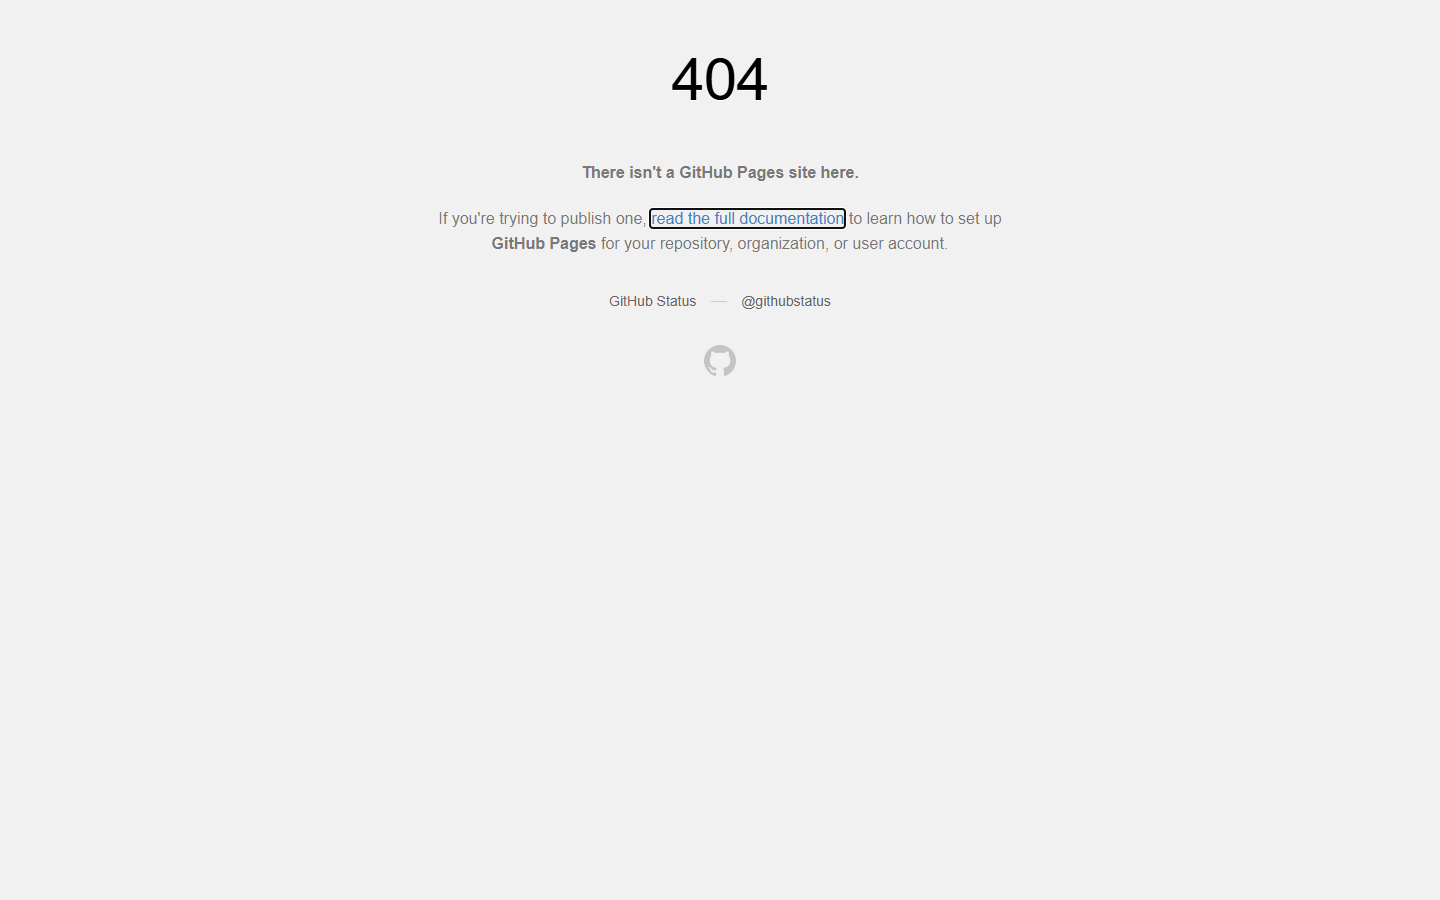 404
There isn't a GitHub Pages site here.
If you're trying to publish one, read the full documentation to learn how to set up
GitHub Pages for your repository, organization, or user account.
GitHub Status — @githubstatus